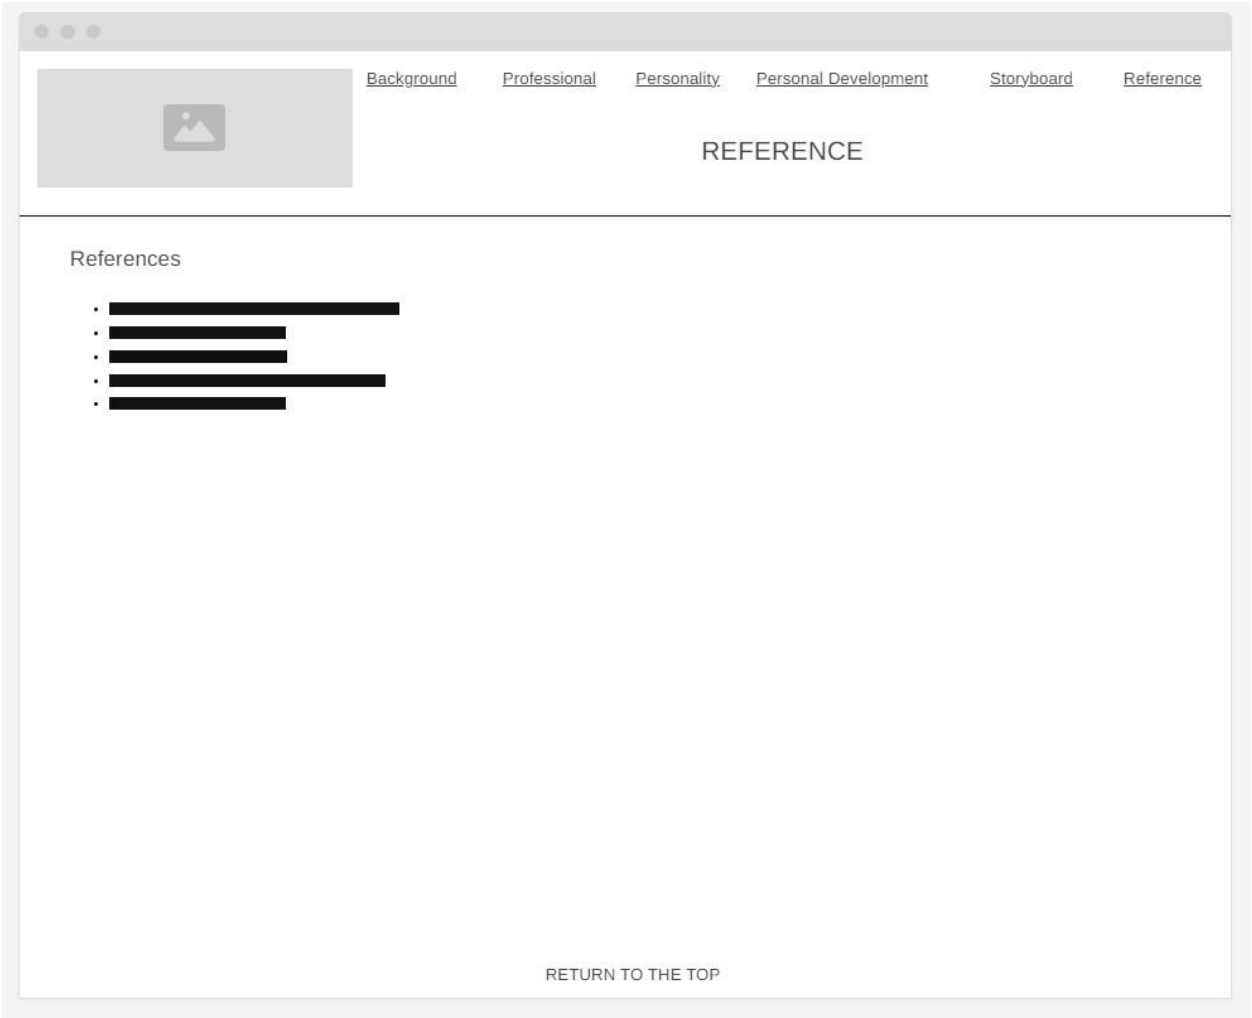 Background Professional Personality Personal Development Storyboard Reference
REFERENCE
References
RETURN TO THE TOP